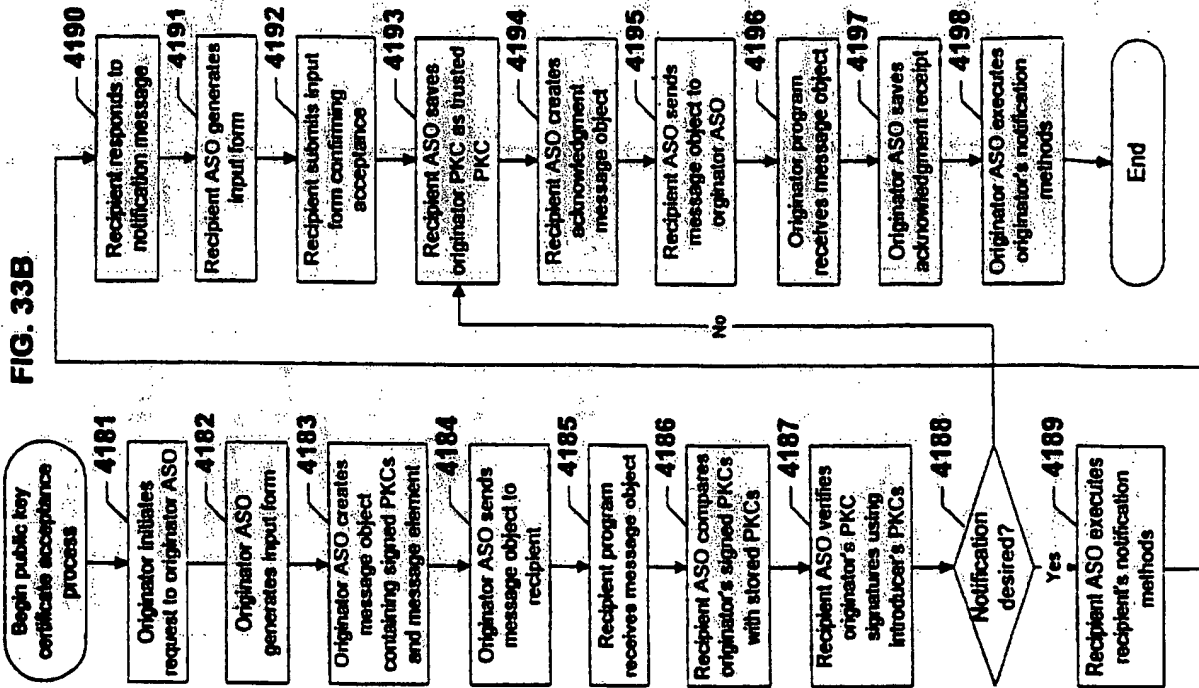 FIG. 33B
Begin public key
certificate acceptance
process
4181
Originator initiates
request to originator ASO
4182
Originator ASO
generates input form
4183
Originator ASO creates
message object
containing signed PKCs
and message element
4184
Originator ASO sends
message object to
recipient
4185
Recipient program
receives message object
4186
Recipient ASO compares
originator's signed PKCs
with stored PKCs
4187
Recipient ASO verifies
originator's PKC
signatures using
introducer's PKCs
4188
Notification
desired?
No
Yes
4189
Recipient ASO executes
recipient's notification
methods
4190
Recipient responds to
notification message
4191
Recipient ASO generates
input form
4192
Recipient submits input
form confirming
acceptance
4193
Recipient ASO saves
originator PKC as trusted
PKC
4194
Recipient ASO creates
acknowledgment
message object
4195
Recipient ASO sends
message object to
orginator ASO
4196
Originator program
receives message object
4197
Originator ASO saves
acknowledgment receipt
4198
Originator ASO executes
originator's notification
methods
End